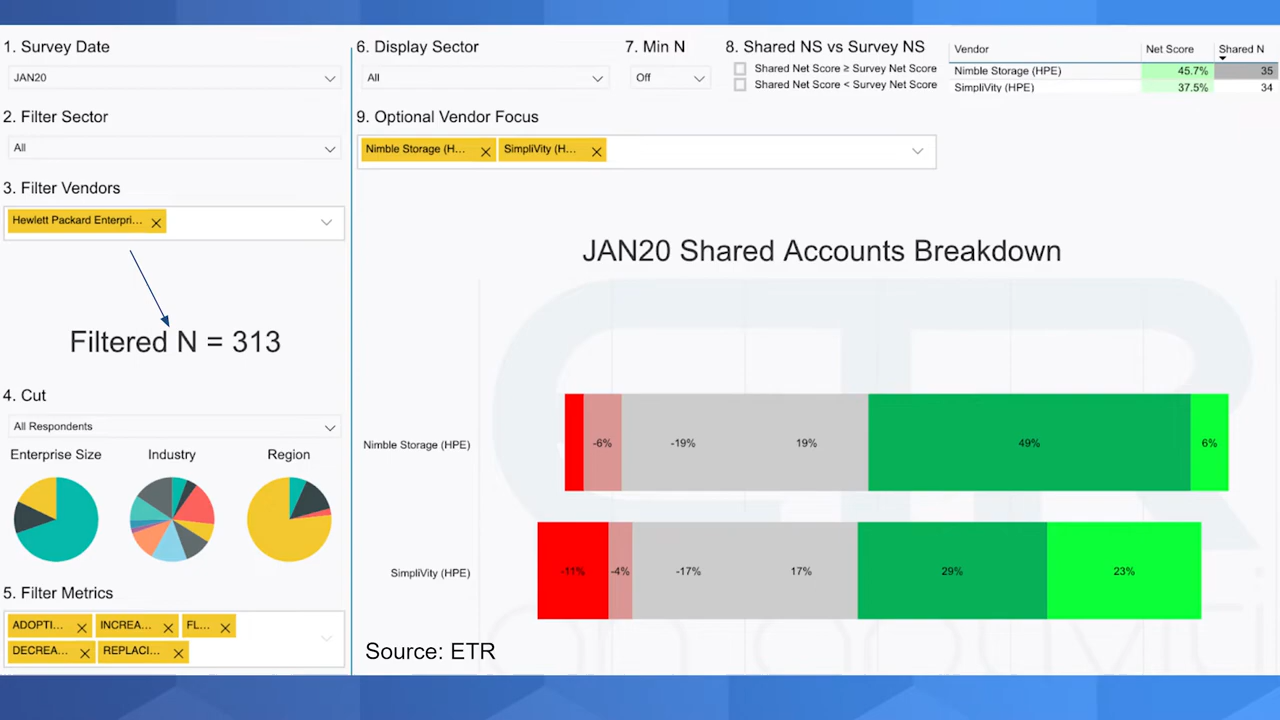 1. Survey Date
JAN20
2. Filter Sector
All
3. Filter Vendors
Hewlett Packard Enterpri...
Filtered N = 313
4. Cut
All Respondents
Enterprise Size Industry Region
5. Filter Metrics
ADOPTI... INCREA... FL...
DECREA... REPLACI...
6. Display Sector
All
7. Min N
Off
8. Shared NS vs Survey NS
Shared Net Score ≥ Survey Net Score
Shared Net Score < Survey Net Score
Vendor Net Score Shared N
Nimble Storage (HPE) 45.7% 35
SimpliVity (HPE) 37.5% 34
9. Optional Vendor Focus
Nimble Storage (H... SimpliVity (H...
JAN20 Shared Accounts Breakdown
Nimble Storage (HPE) -6% -19% 19% 49% 6%
SimpliVity (HPE) -11% -4% -17% 17% 29% 23%
Source: ETR